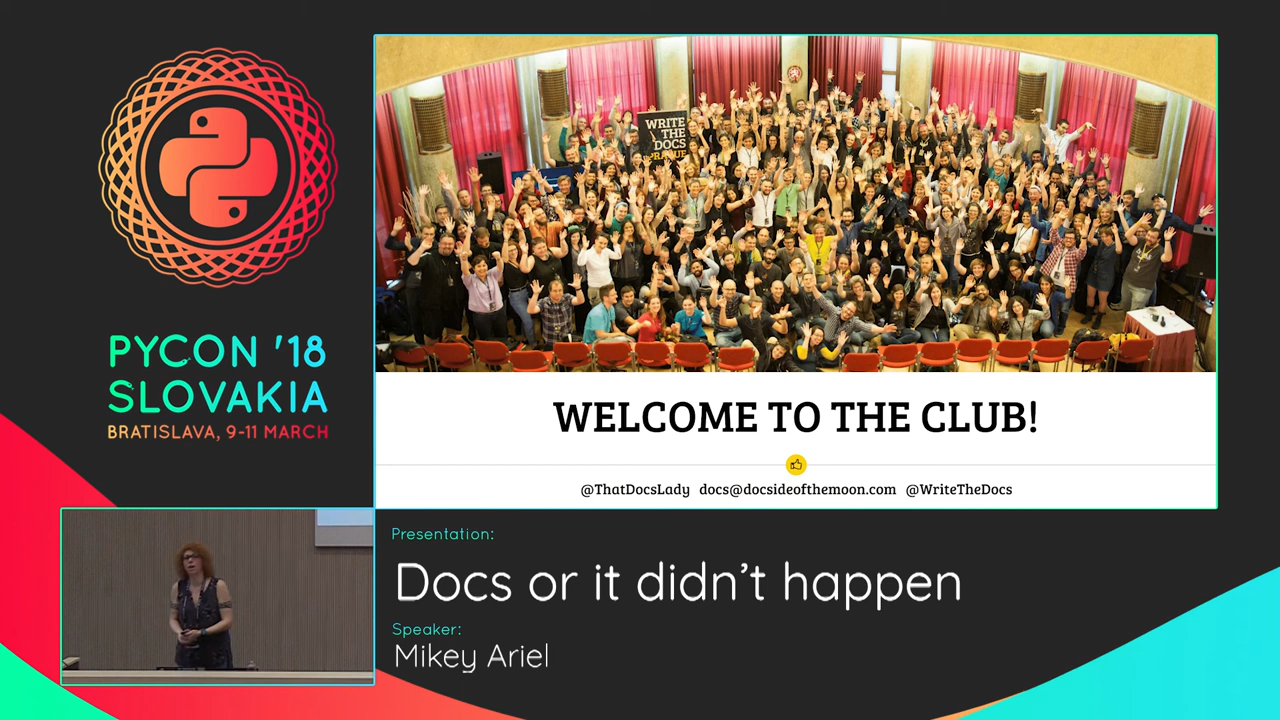 PYCON '18
SLOVAKIA
BRATISLAVA, 9-11 MARCH
WRITE
THE
DOCS
PRAGUE
WELCOME TO THE CLUB!
@ThatDocsLady docs@docsideofthemoon.com @WriteTheDocs
Presentation:
Docs or it didn't happen
Speaker:
Mikey Ariel